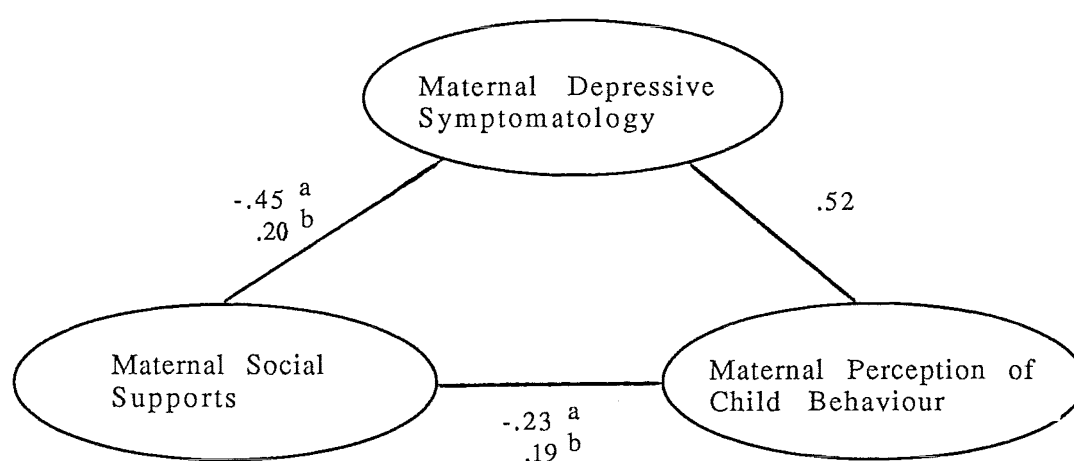 Maternal Depressive
Symptomatology
-.45 a
.20 b
.52
Maternal Social
Supports
Maternal Perception of
Child Behaviour
-.23 a
.19 b